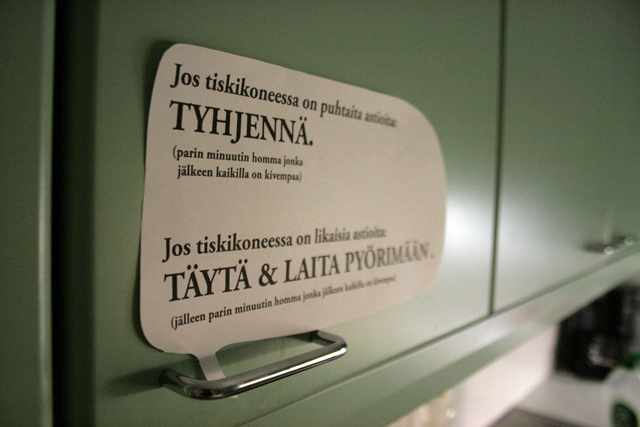 Jos tiskikoneessa on puhtaita astioita:
TYHJENNÄ.
(parin minuutin homma jonka
jälkeen kaikilla on kivempaa)
Jos tiskikoneessa on likaisia astioita:
TÄYTÄ & LAITA PYÖRIMÄÄN.
(jälleen parin minuutin homma jonka jälkeen kaikilla on kivempaa)